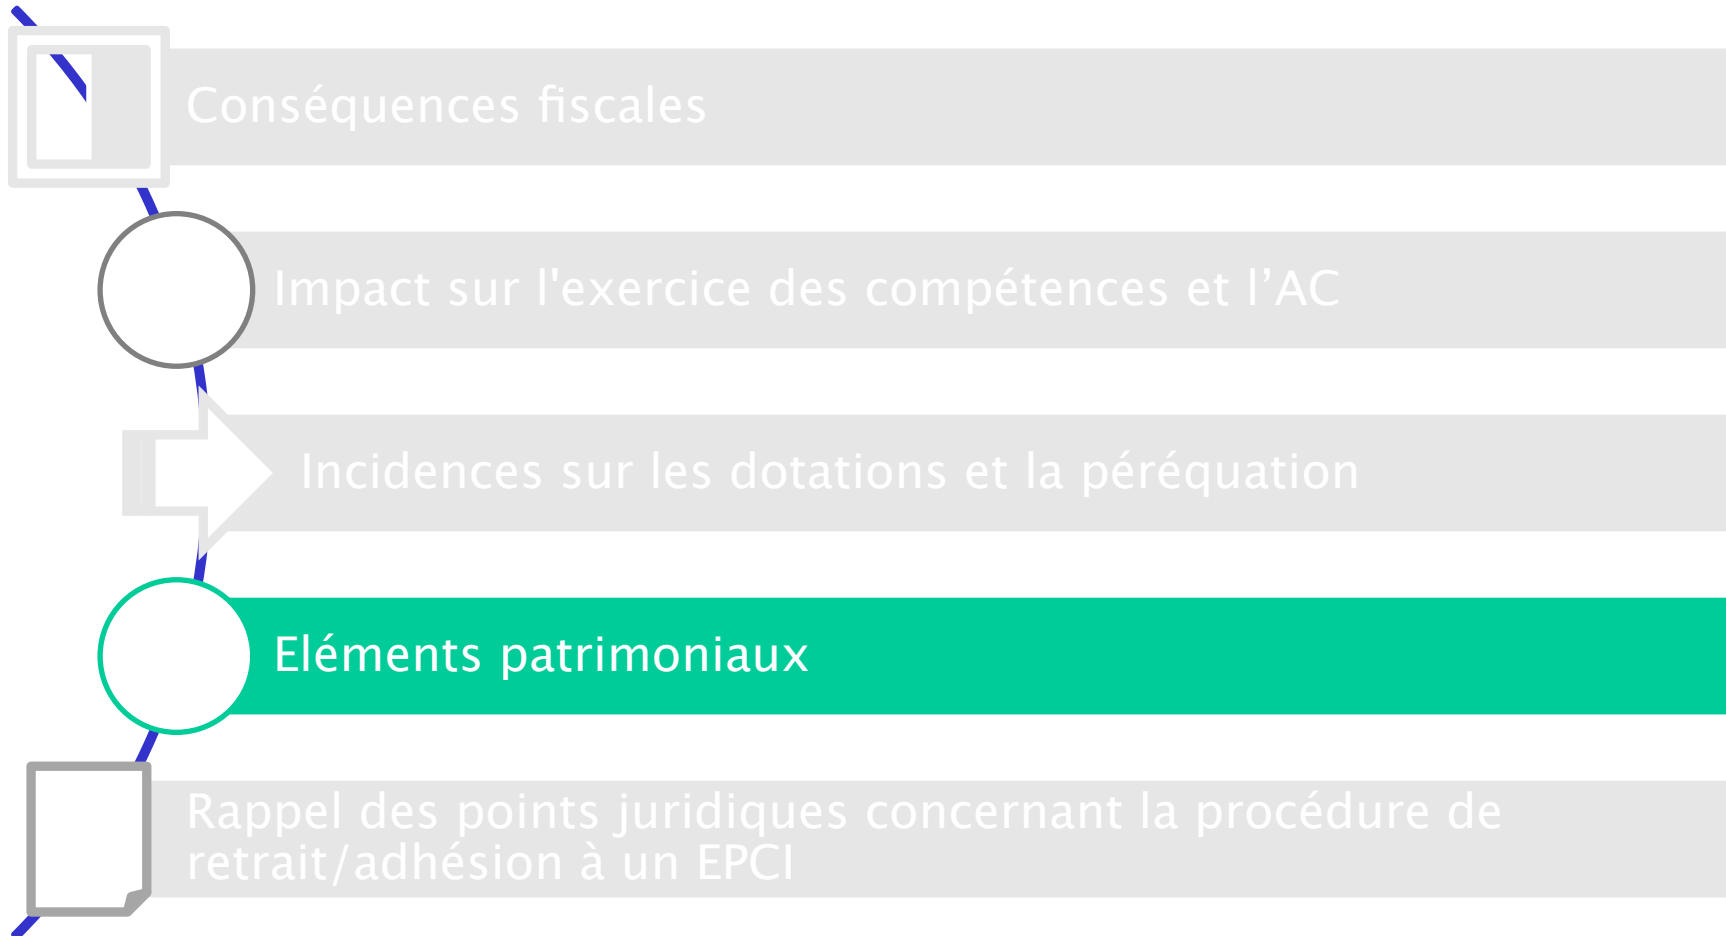 Conséquences fiscales
Impact sur l'exercice des compétences et l’AC
Incidences sur les dotations et la péréquation
Eléments patrimoniaux
Rappel des points juridiques concernant la procédure de
retrait/adhésion à un EPCI